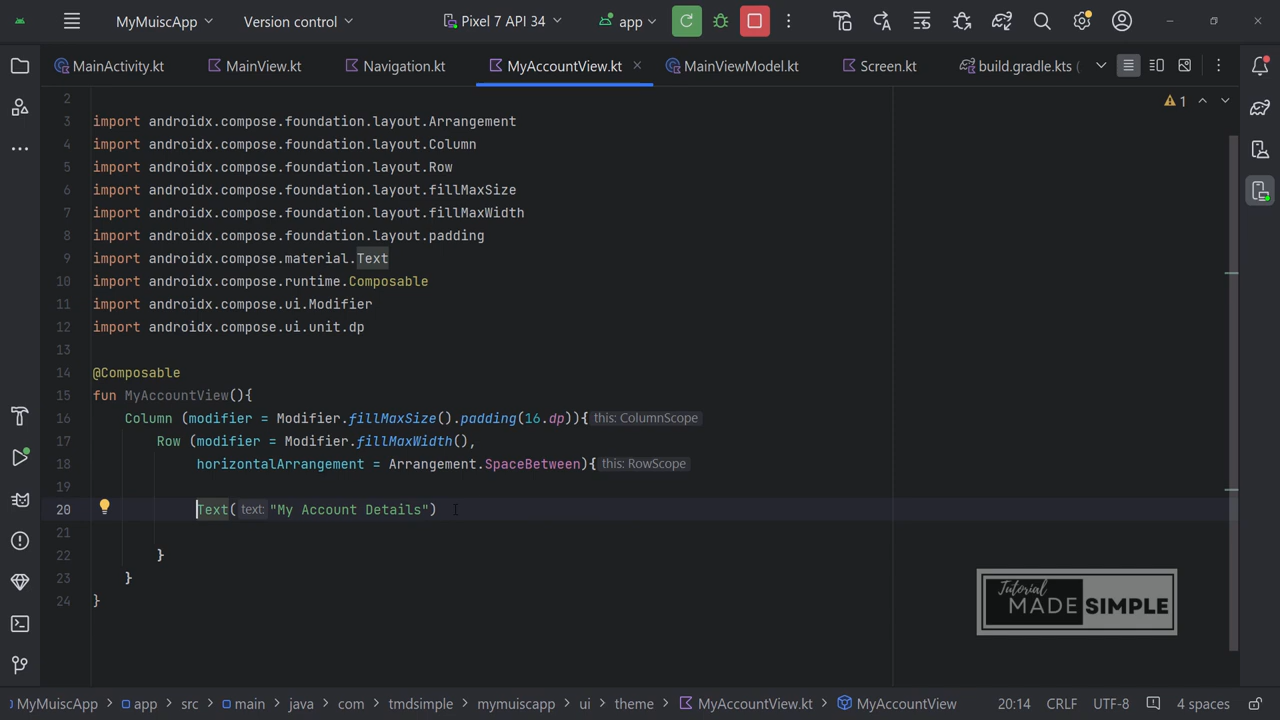 MyMuiscApp
Version control
Pixel 7 API 34
app
MainActivity.kt
MainView.kt
Navigation.kt
MyAccountView.kt
MainViewModel.kt
Screen.kt
build.gradle.kts (
1
2
3 import androidx.compose.foundation.layout.Arrangement
4 import androidx.compose.foundation.layout.Column
5 import androidx.compose.foundation.layout.Row
6 import androidx.compose.foundation.layout.fillMaxSize
7 import androidx.compose.foundation.layout.fillMaxWidth
8 import androidx.compose.foundation.layout.padding
9 import androidx.compose.material.Text
10 import androidx.compose.runtime.Composable
11 import androidx.compose.ui.Modifier
12 import androidx.compose.ui.unit.dp
13
14 @Composable
15 fun MyAccountView(){
16 Column (modifier = Modifier.fillMaxSize().padding(16.dp)){ this: ColumnScope
17 Row (modifier = Modifier.fillMaxWidth(),
18 horizontalArrangement = Arrangement.SpaceBetween){ this: RowScope
19
20 Text( text: "My Account Details")
21
22 }
23 }
24 }
Tutorial
MADE SIMPLE
MyMuiscApp
app
src
main
java
com
tmdsimple
mymuiscapp
ui
theme
MyAccountView.kt
MyAccountView
20:14
CRLF
UTF-8
4 spaces